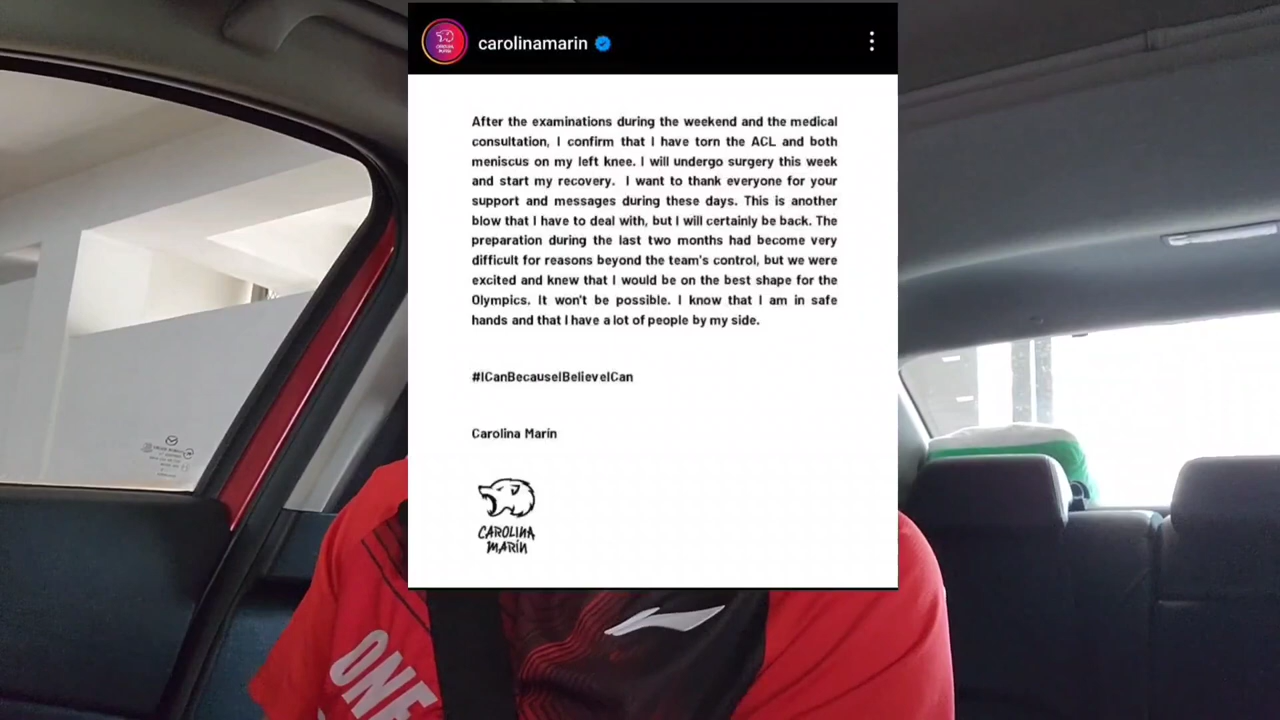 carolinamarin
After the examinations during the weekend and the medical
consultation, I confirm that I have torn the ACL and both
meniscus on my left knee. I will undergo surgery this week
and start my recovery. I want to thank everyone for your
support and messages during these days. This is another
blow that I have to deal with, but I will certainly be back. The
preparation during the last two months had become very
difficult for reasons beyond the team's control, but we were
excited and knew that I would be on the best shape for the
Olympics. It won't be possible. I know that I am in safe
hands and that I have a lot of people by my side.
#ICanBecauseIBelieveICan
Carolina Marín
CAROLINA
MARÍN
ONE